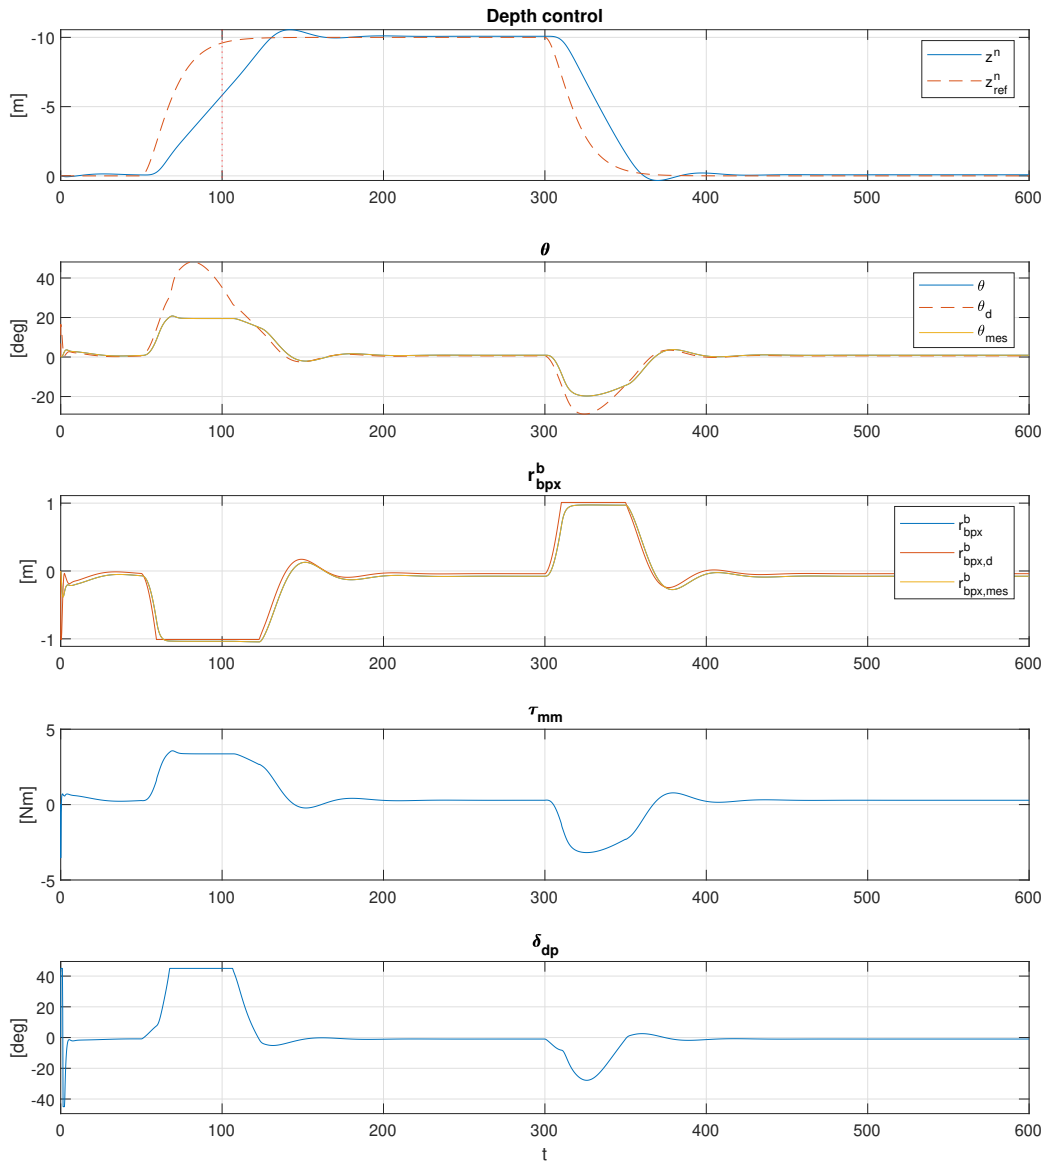 Depth control
[m]
-10
-5
0
0 100 200 300 400 500 600
z^n
z^n_ref
θ
[deg]
40
20
0
-20
0 100 200 300 400 500 600
θ
θ_d
θ_mes
r^b_bpx
[m]
1
0
-1
0 100 200 300 400 500 600
r^b_bpx
r^b_bpx,d
r^b_bpx,mes
τ_mm
[Nm]
5
0
-5
0 100 200 300 400 500 600
δ_dp
[deg]
40
20
0
-20
-40
0 100 200 300 400 500 600
t